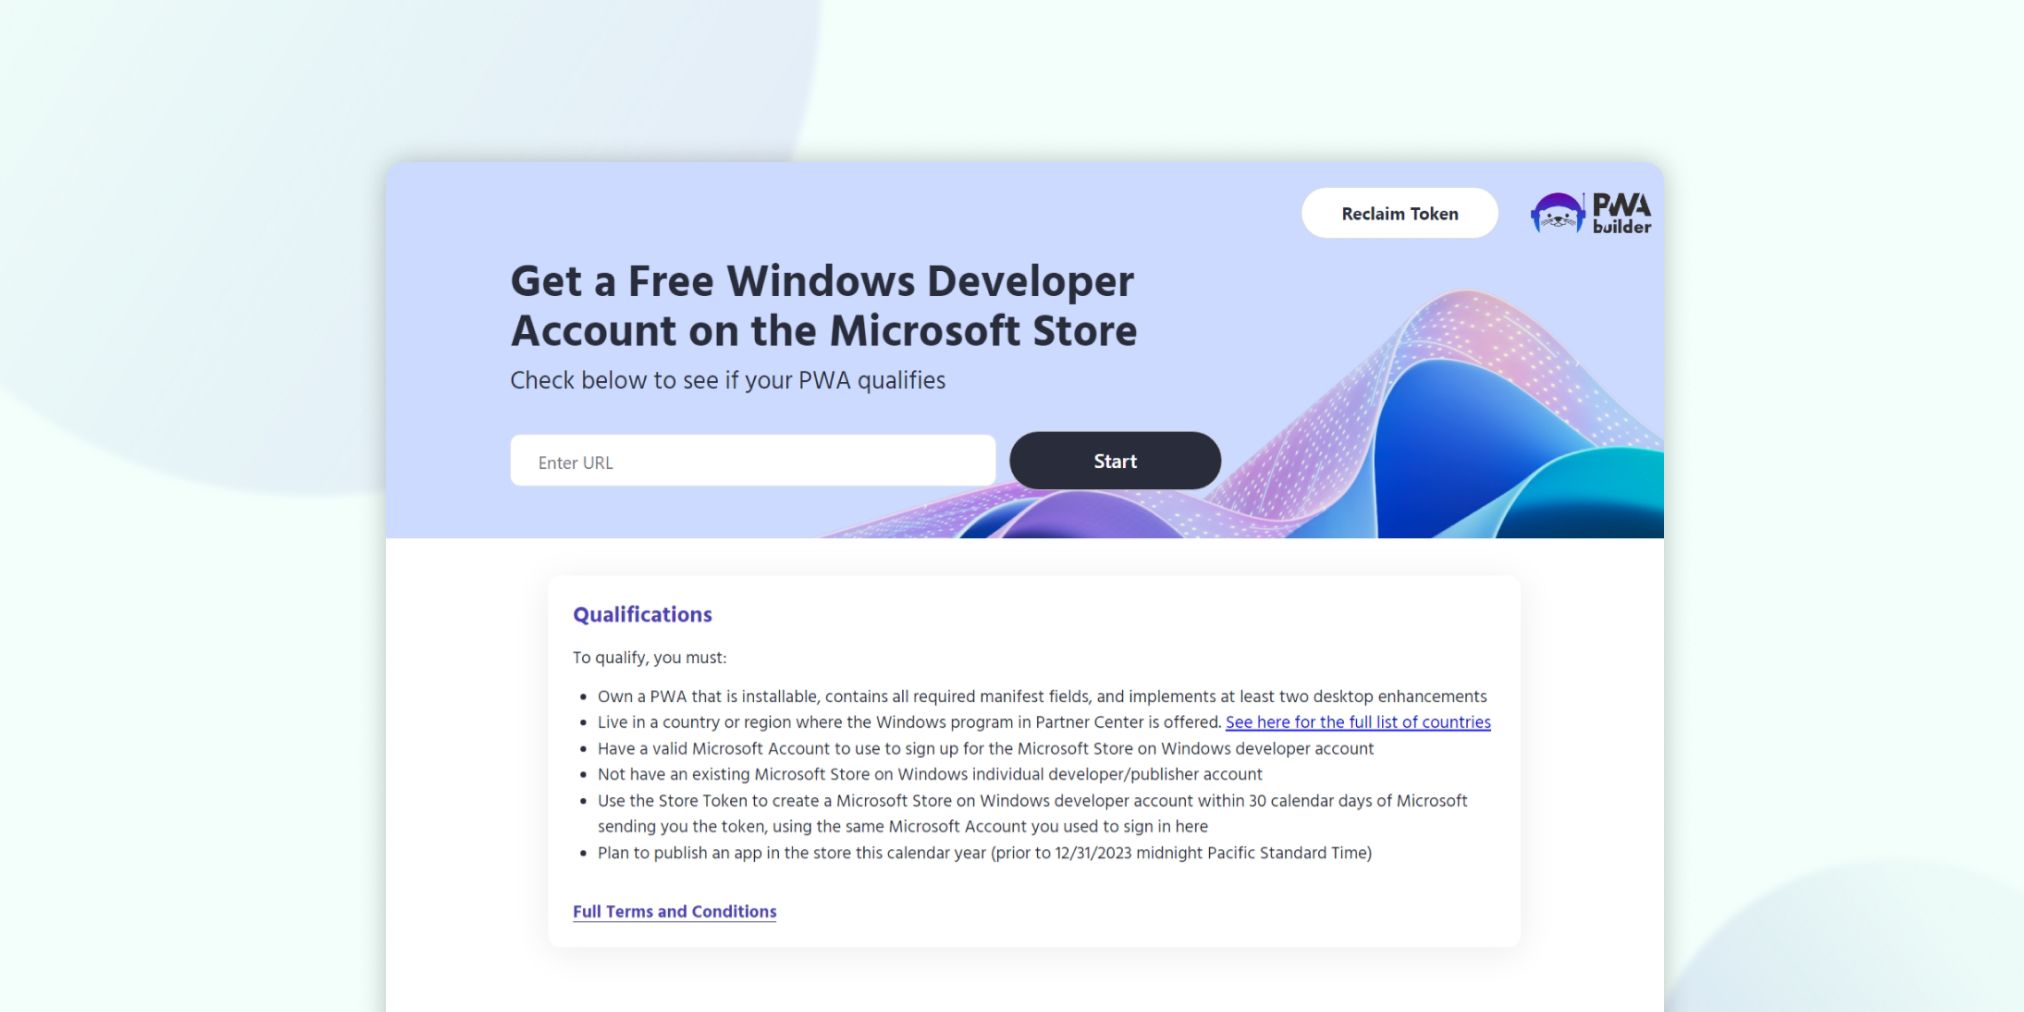 Reclaim Token
PWA
builder
Get a Free Windows Developer
Account on the Microsoft Store
Check below to see if your PWA qualifies
Enter URL
Start
Qualifications
To qualify, you must:
• Own a PWA that is installable, contains all required manifest fields, and implements at least two desktop enhancements
• Live in a country or region where the Windows program in Partner Center is offered. See here for the full list of countries
• Have a valid Microsoft Account to use to sign up for the Microsoft Store on Windows developer account
• Not have an existing Microsoft Store on Windows individual developer/publisher account
• Use the Store Token to create a Microsoft Store on Windows developer account within 30 calendar days of Microsoft
sending you the token, using the same Microsoft Account you used to sign in here
• Plan to publish an app in the store this calendar year (prior to 12/31/2023 midnight Pacific Standard Time)
Full Terms and Conditions